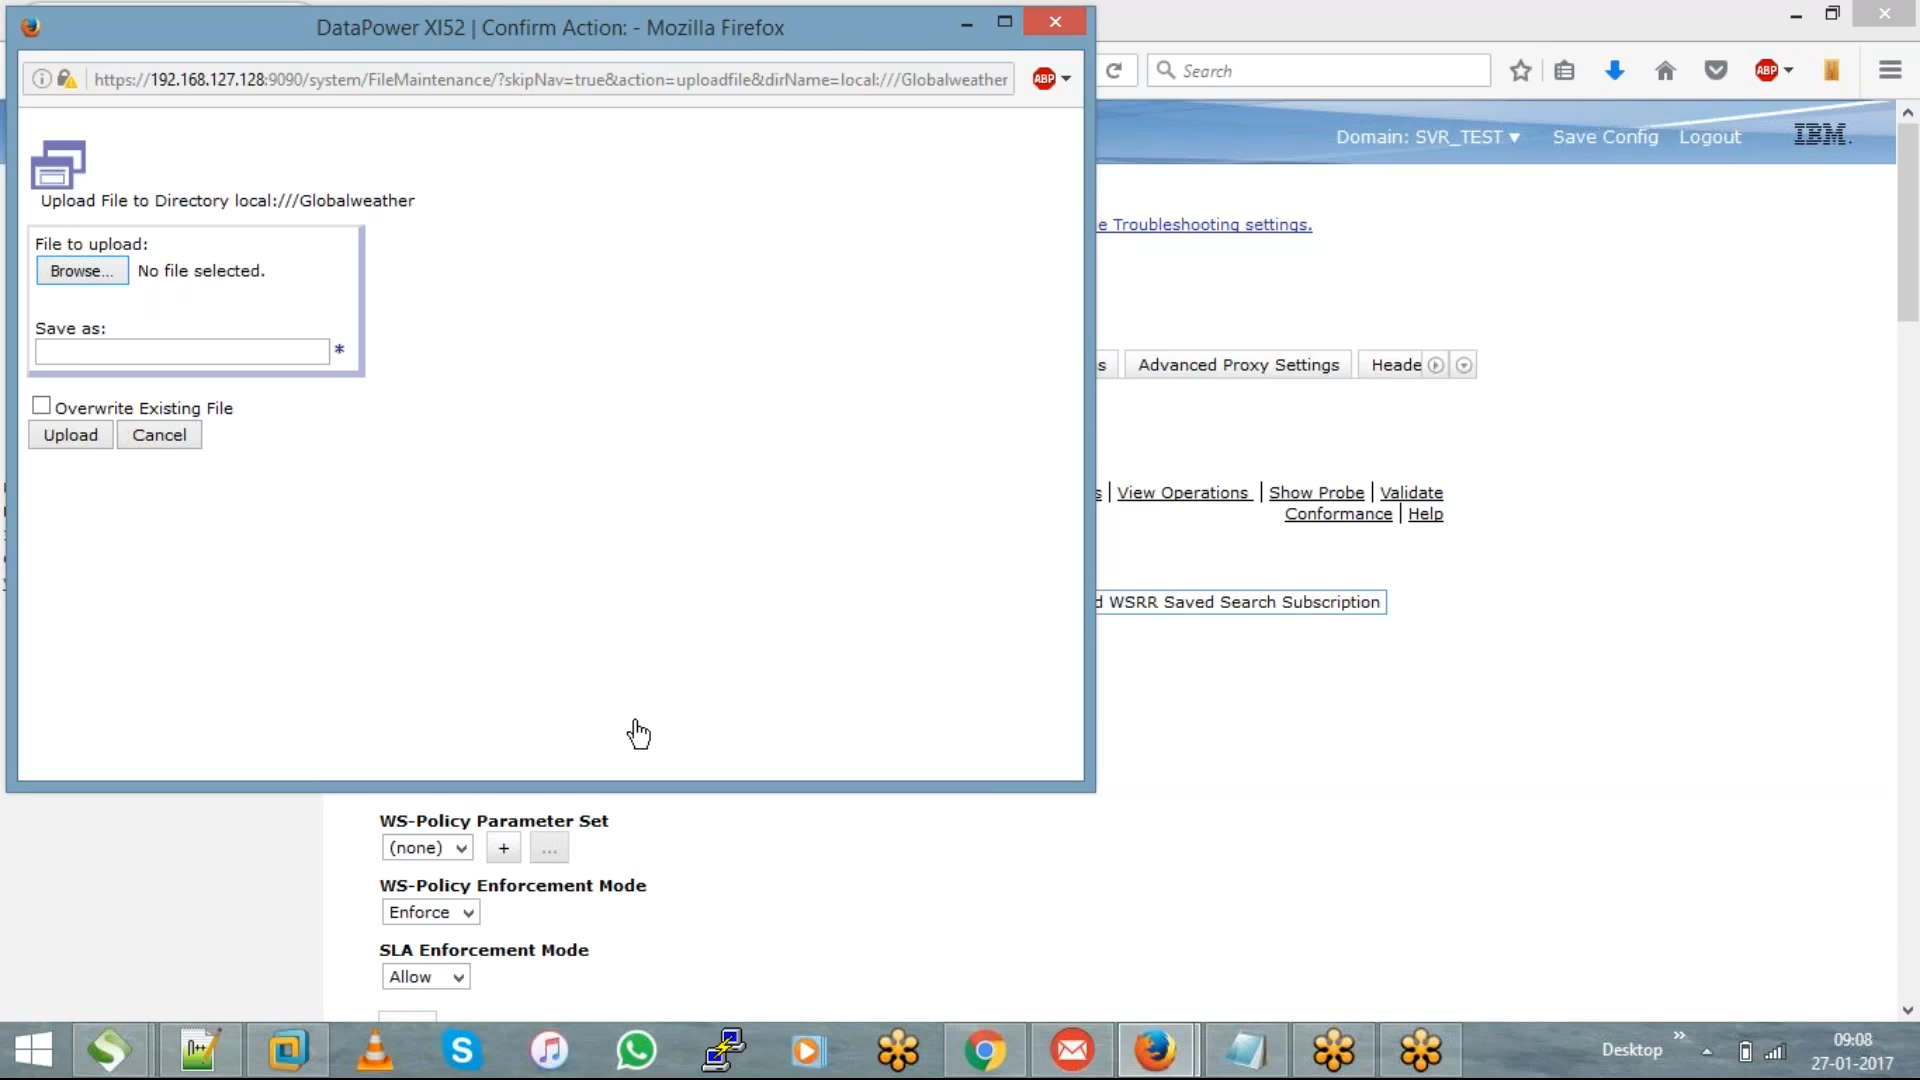 DataPower XI52 | Confirm Action: - Mozilla Firefox
https://192.168.127.128:9090/system/FileMaintenance/?skipNav=true&action=uploadfile&dirName=local:///Globalweather
ABP
Search
ABP
Domain: SVR_TEST
Save Config
Logout
IBM.
Upload File to Directory local:///Globalweather
e Troubleshooting settings.
File to upload:
Browse... No file selected.
Save as:
*
Overwrite Existing File
Upload
Cancel
s
Advanced Proxy Settings
Heade
s | View Operations | Show Probe | Validate
Conformance | Help
d WSRR Saved Search Subscription
WS-Policy Parameter Set
(none)
+
...
WS-Policy Enforcement Mode
Enforce
SLA Enforcement Mode
Allow
Desktop
09:08
27-01-2017